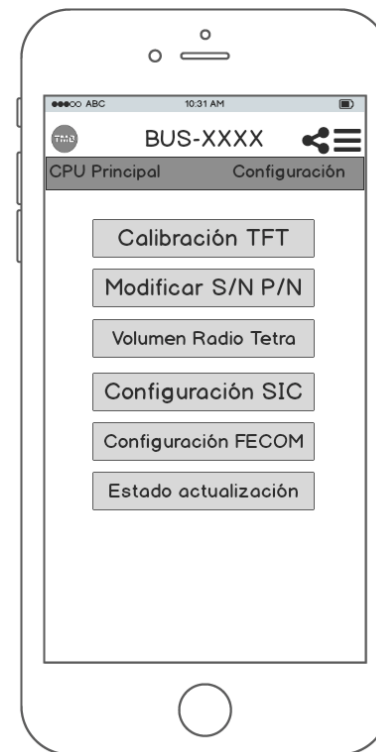 ABC 10:31 AM
TMB BUS-XXXX
CPU Principal Configuración
Calibración TFT
Modificar S/N P/N
Volumen Radio Tetra
Configuración SIC
Configuración FECOM
Estado actualización